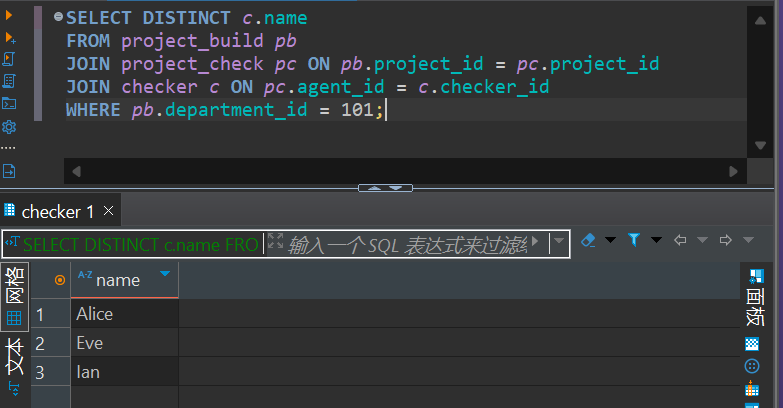 SELECT DISTINCT c.name
FROM project_build pb
JOIN project_check pc ON pb.project_id = pc.project_id
JOIN checker c ON pc.agent_id = c.checker_id
WHERE pb.department_id = 101;
checker 1
SELECT DISTINCT c.name FRO
输入一个 SQL 表达式来过滤
网格
文本
A-Z name
1 Alice
2 Eve
3 Ian
面板